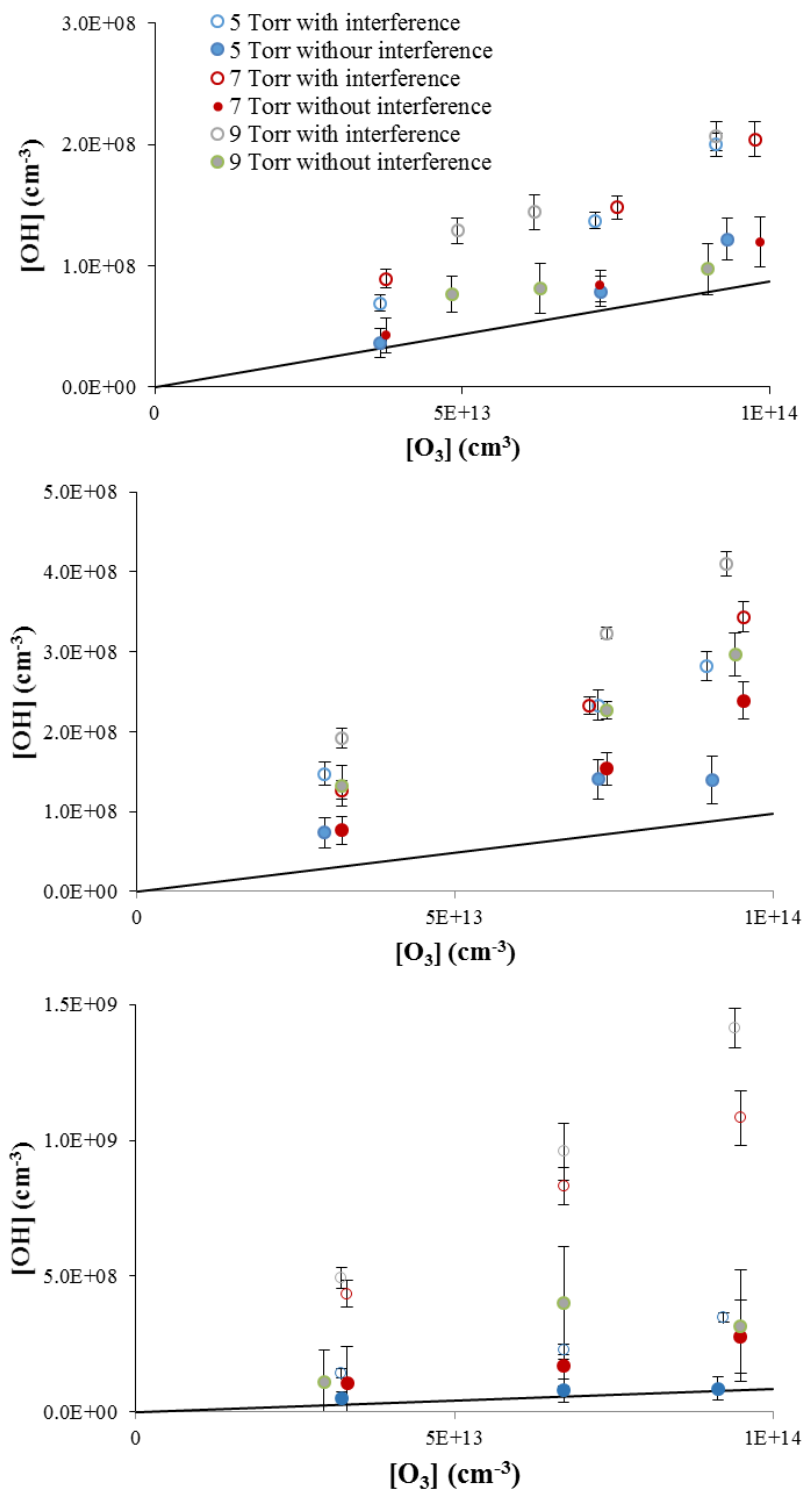 3.0E+08
2.0E+08
1.0E+08
0.0E+00
[OH] (cm-3)
5 Torr with interference
5 Torr withour interference
7 Torr with interference
7 Torr without interference
9 Torr with interference
9 Torr without interference
0 5E+13 1E+14
[O3] (cm3)
5.0E+08
4.0E+08
3.0E+08
2.0E+08
1.0E+08
0.0E+00
[OH] (cm-3)
0 5E+13 1E+14
[O3] (cm-3)
1.5E+09
1.0E+09
5.0E+08
0.0E+00
[OH] (cm-3)
0 5E+13 1E+14
[O3] (cm-3)